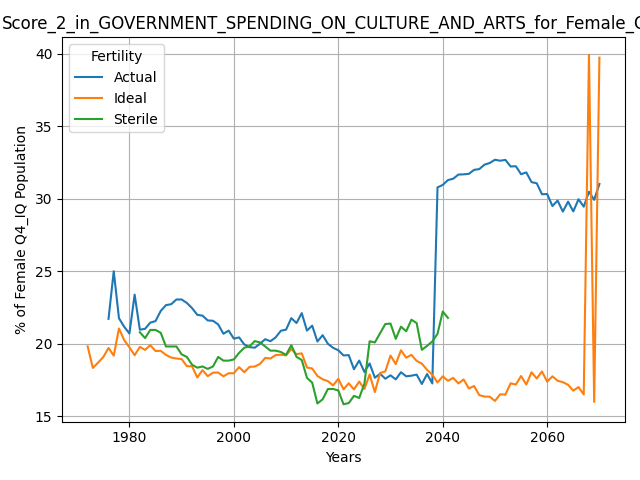 Score_2_in_GOVERNMENT_SPENDING_ON_CULTURE_AND_ARTS_for_Female_
Fertility
Actual
Ideal
Sterile
% of Female Q4_IQ Population
40
35
30
25
20
15
1980
2000
2020
2040
2060
Years